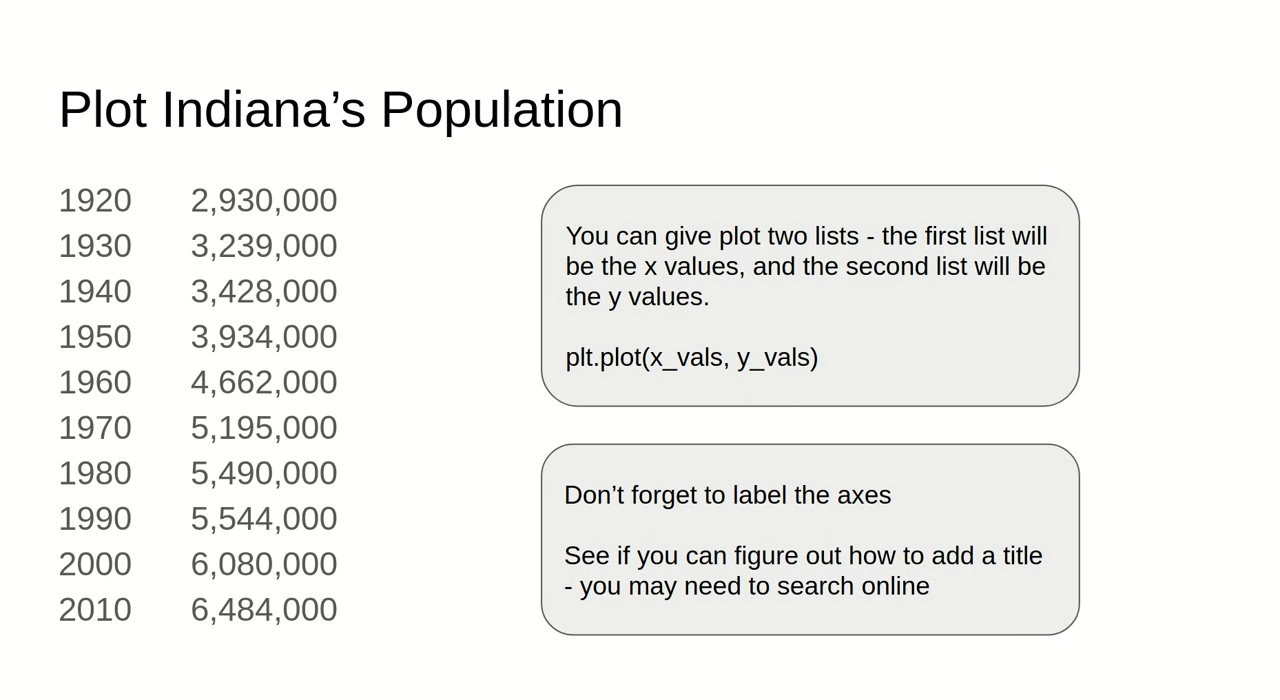 Plot Indiana’s Population
1920 2,930,000
1930 3,239,000
1940 3,428,000
1950 3,934,000
1960 4,662,000
1970 5,195,000
1980 5,490,000
1990 5,544,000
2000 6,080,000
2010 6,484,000
You can give plot two lists - the first list will
be the x values, and the second list will be
the y values.
plt.plot(x_vals, y_vals)
Don’t forget to label the axes
See if you can figure out how to add a title
- you may need to search online